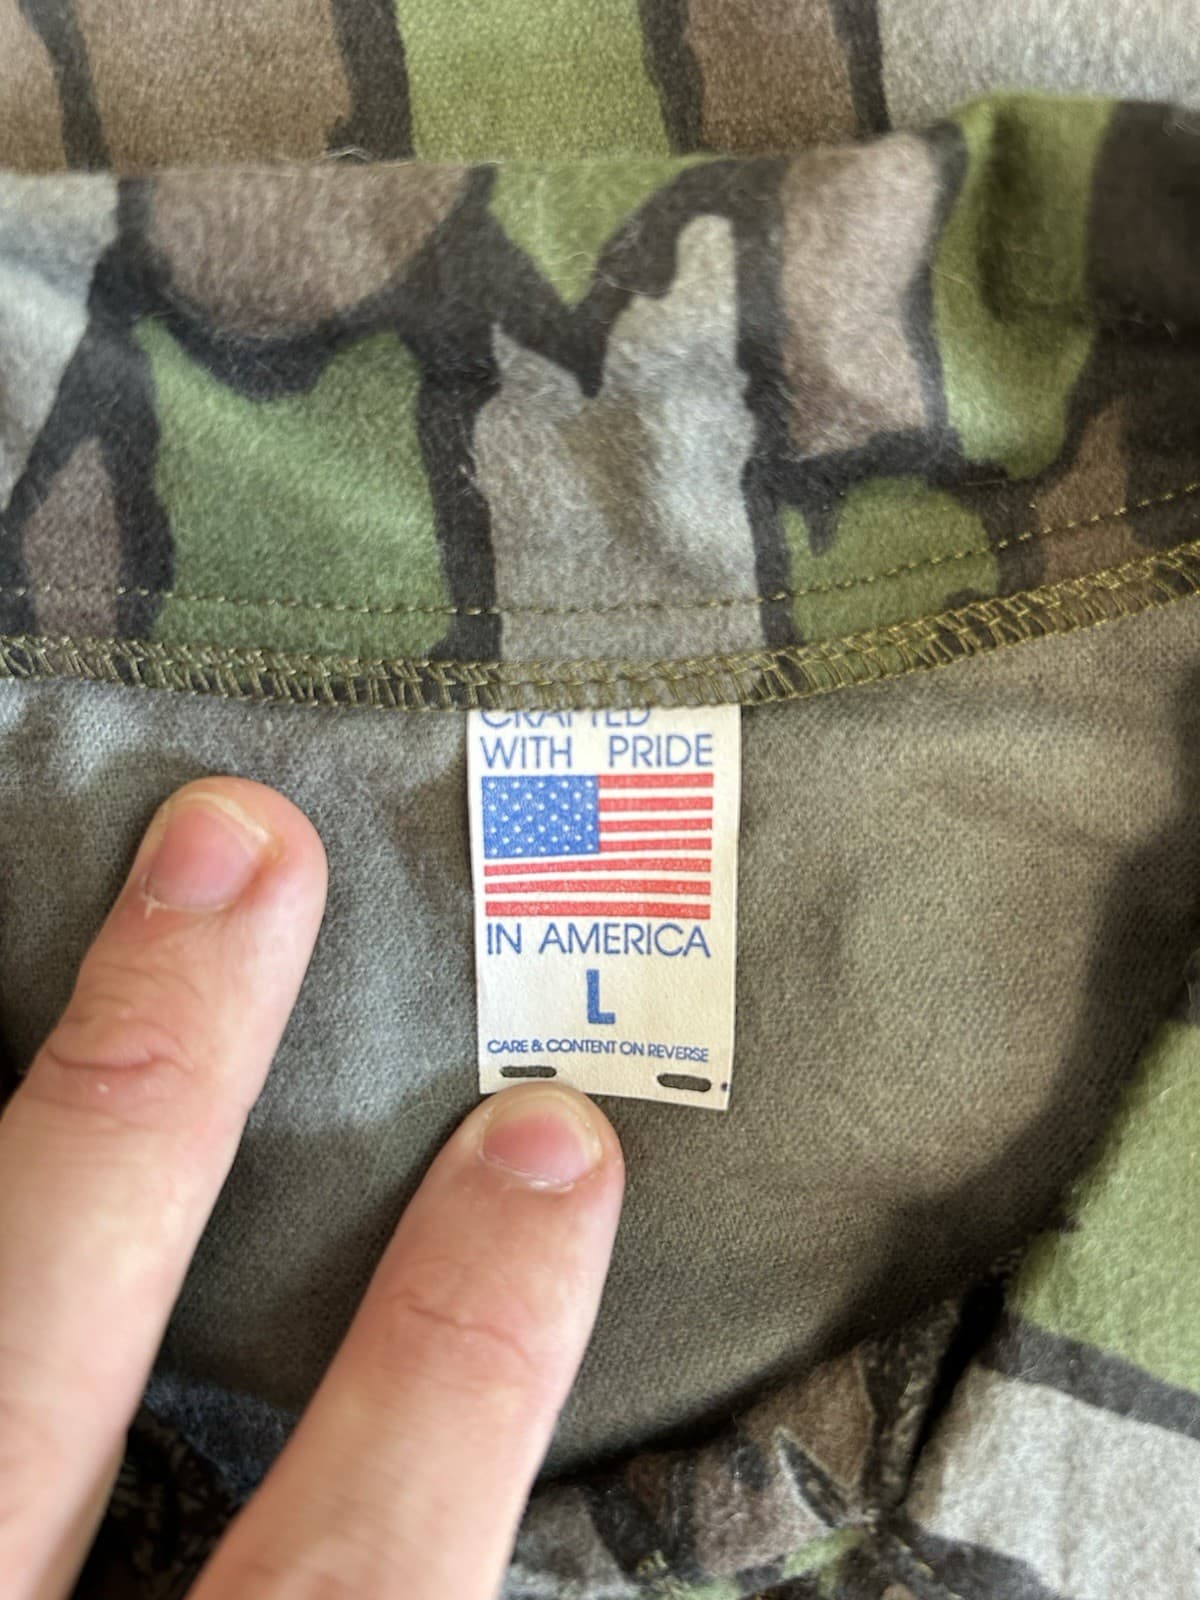 CRAFTED
WITH PRIDE
IN AMERICA
L
CARE & CONTENT ON REVERSE